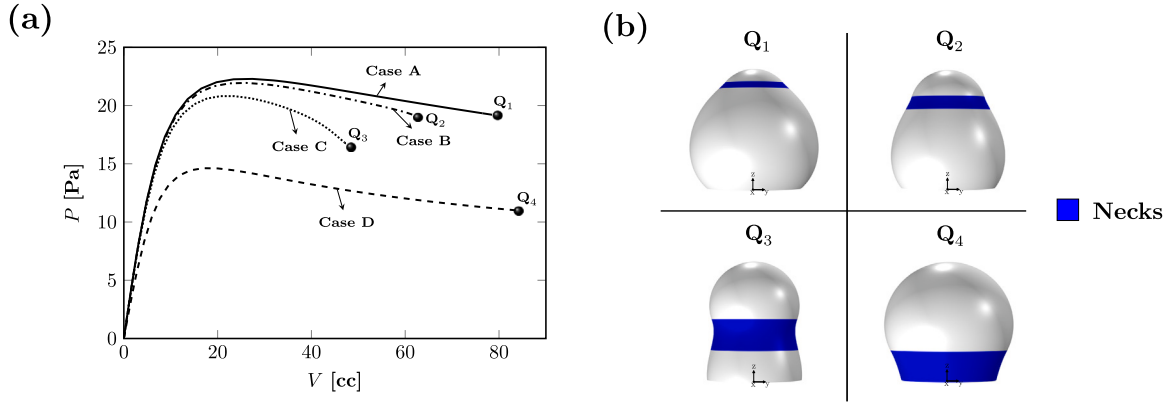 (a)
25
20
15
10
5
0
P [Pa]
0
20
40
60
80
V [cc]
Case A
Case B
Case C
Case D
Q1
Q2
Q3
Q4
(b)
Q1
Q2
z
x y
z
x y
Q3
Q4
z
x y
z
x y
Necks